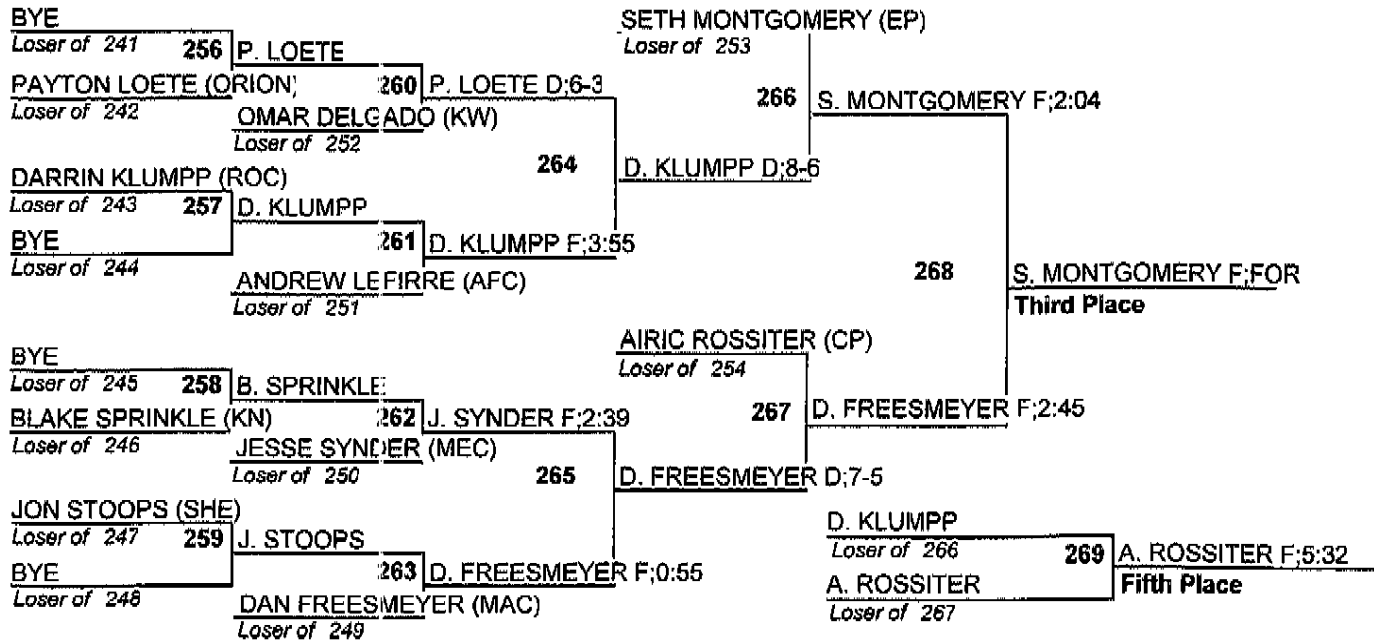 BYE
Loser of 241
256
P. LOETE
PAYTON LOETE (ORION)
Loser of 242
260
P. LOETE D;6-3
OMAR DELGADO (KW)
Loser of 252
DARRIN KLUMPP (ROC)
Loser of 243
257
D. KLUMPP
BYE
Loser of 244
261
D. KLUMPP F;3:55
ANDREW LEFIRRE (AFC)
Loser of 251
264
D. KLUMPP D;8-6
SETH MONTGOMERY (EP)
Loser of 253
266
S. MONTGOMERY F;2:04
BYE
Loser of 245
258
B. SPRINKLE
BLAKE SPRINKLE (KN)
Loser of 246
262
J. SYNDER F;2:39
JESSE SYNDER (MEC)
Loser of 250
JON STOOPS (SHE)
Loser of 247
259
J. STOOPS
BYE
Loser of 248
263
D. FREESMEYER F;0:55
DAN FREESMEYER (MAC)
Loser of 249
265
D. FREESMEYER D;7-5
AIRIC ROSSITER (CP)
Loser of 254
267
D. FREESMEYER F;2:45
268
S. MONTGOMERY F;FOR
Third Place
D. KLUMPP
Loser of 266
269
A. ROSSITER F;5:32
A. ROSSITER
Fifth Place
Loser of 267